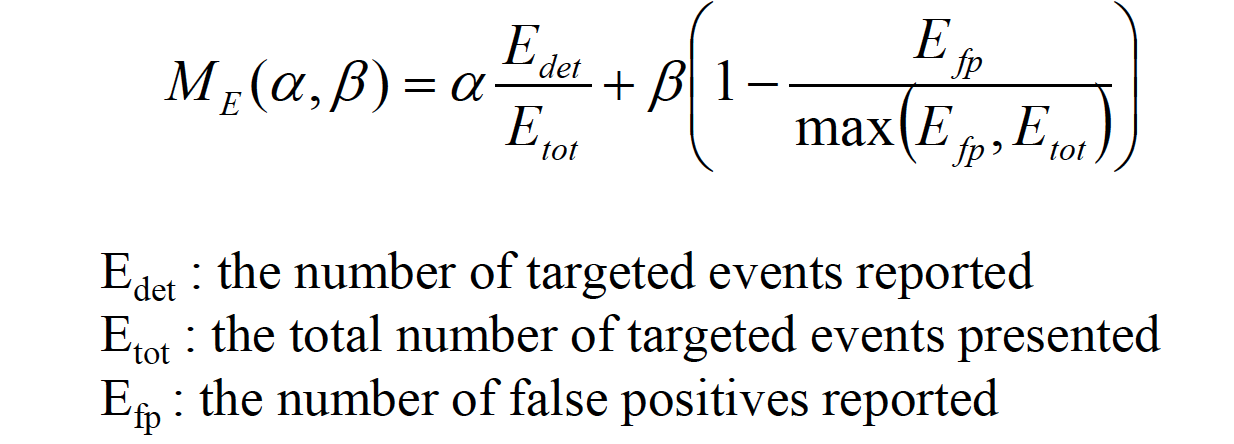 M_E(α, β) = α E_det / E_tot + β(1 − E_fp / max(E_fp, E_tot))
E_det : the number of targeted events reported
E_tot : the total number of targeted events presented
E_fp : the number of false positives reported